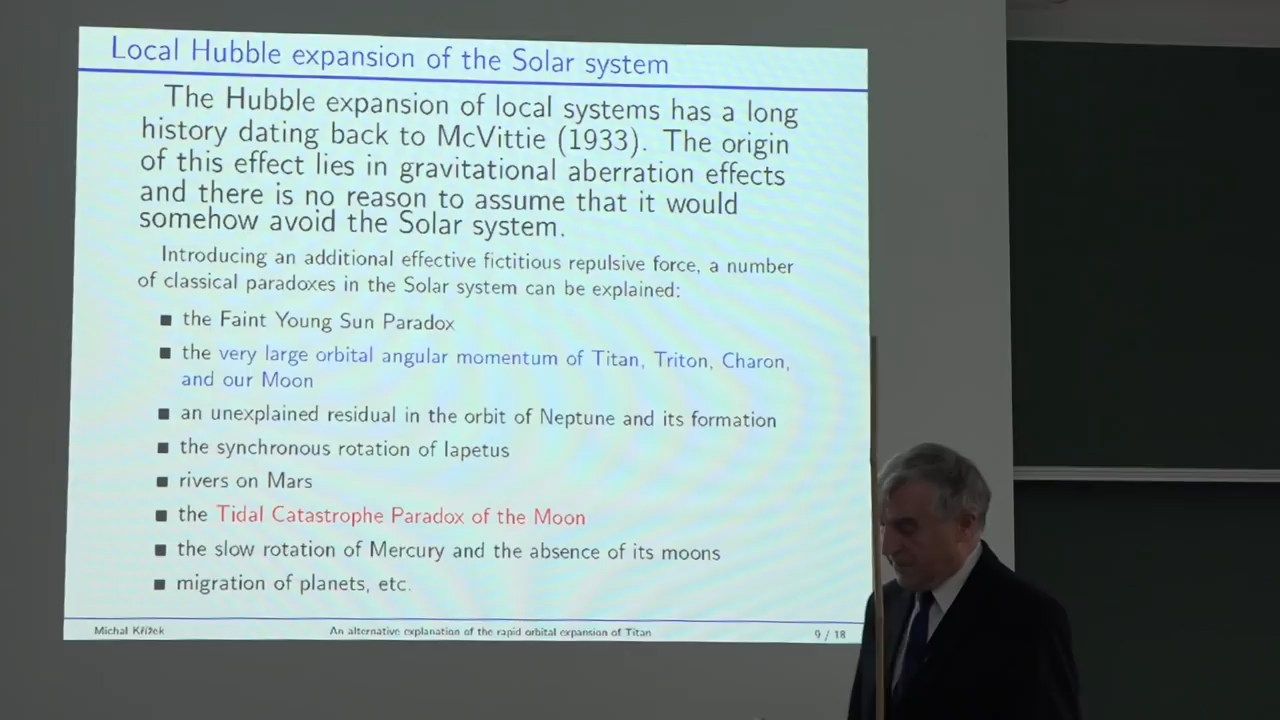 Local Hubble expansion of the Solar system
The Hubble expansion of local systems has a long
history dating back to McVittie (1933). The origin
of this effect lies in gravitational aberration effects
and there is no reason to assume that it would
somehow avoid the Solar system.
Introducing an additional effective fictitious repulsive force, a number
of classical paradoxes in the Solar system can be explained:
■ the Faint Young Sun Paradox
■ the very large orbital angular momentum of Titan, Triton, Charon,
and our Moon
■ an unexplained residual in the orbit of Neptune and its formation
■ the synchronous rotation of Iapetus
■ rivers on Mars
■ the Tidal Catastrophe Paradox of the Moon
■ the slow rotation of Mercury and the absence of its moons
■ migration of planets, etc.
Michal Křížek An alternative explanation of the rapid orbital expansion of Titan 9 / 18